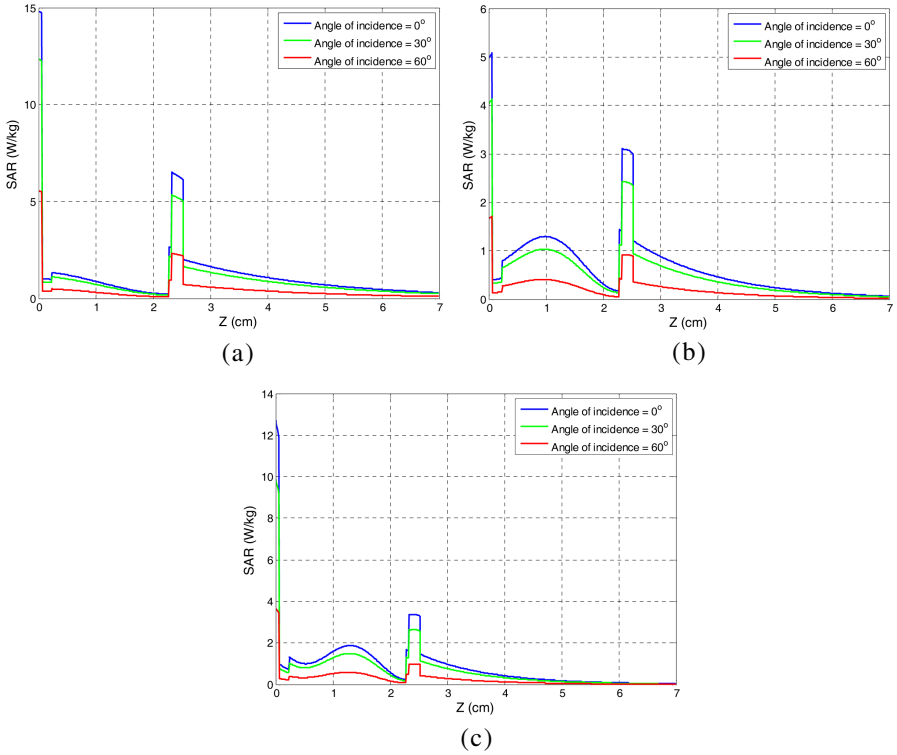 15
10
5
0
SAR (W/kg)
0 1 2 3 4 5 6 7
Z (cm)
Angle of incidence = 0°
Angle of incidence = 30°
Angle of incidence = 60°
(a)
6
5
4
3
2
1
0
SAR (W/kg)
0 1 2 3 4 5 6 7
Z (cm)
Angle of incidence = 0°
Angle of incidence = 30°
Angle of incidence = 60°
(b)
14
12
10
8
6
4
2
0
SAR (W/kg)
0 1 2 3 4 5 6 7
Z (cm)
Angle of incidence = 0°
Angle of incidence = 30°
Angle of incidence = 60°
(c)